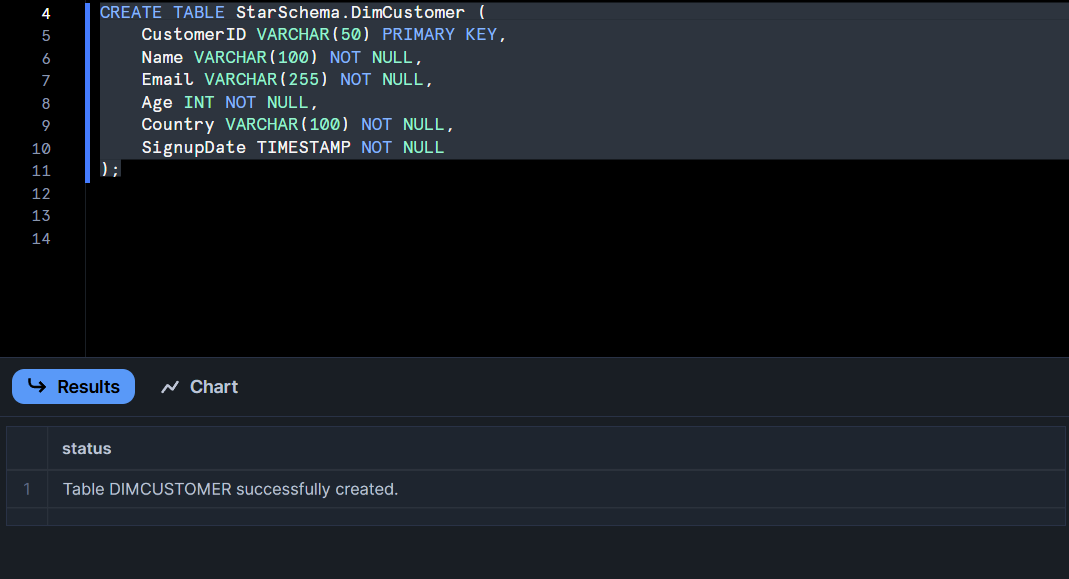 4 CREATE TABLE StarSchema.DimCustomer (
5 CustomerID VARCHAR(50) PRIMARY KEY,
6 Name VARCHAR(100) NOT NULL,
7 Email VARCHAR(255) NOT NULL,
8 Age INT NOT NULL,
9 Country VARCHAR(100) NOT NULL,
10 SignupDate TIMESTAMP NOT NULL
11 );
12
13
14
Results Chart
status
1 Table DIMCUSTOMER successfully created.